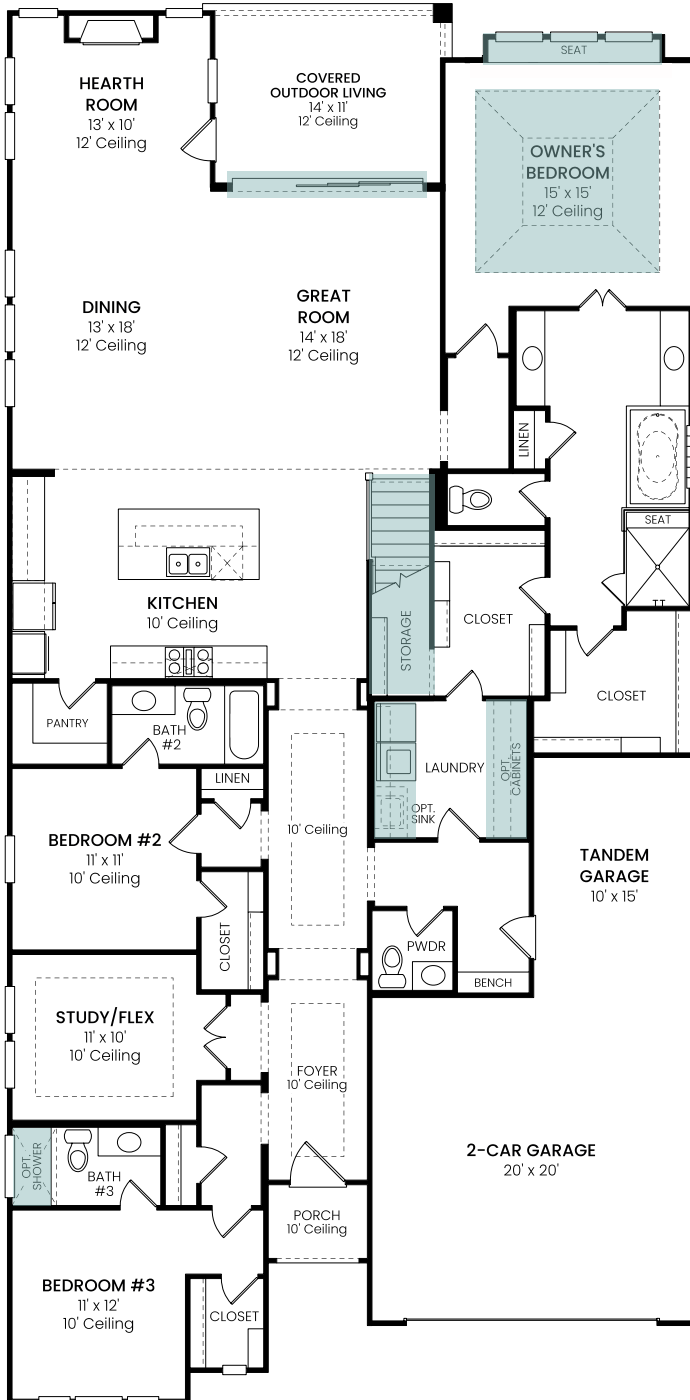 HEARTH
ROOM
13' x 10'
12' Ceiling
COVERED
OUTDOOR LIVING
14' x 11'
12' Ceiling
SEAT
OWNER'S
BEDROOM
15' x 15'
12' Ceiling
DINING
13' x 18'
12' Ceiling
GREAT
ROOM
14' x 18'
12' Ceiling
LINEN
SEAT
KITCHEN
10' Ceiling
STORAGE
CLOSET
CLOSET
PANTRY
BATH
#2
LINEN
LAUNDRY
OPT.
SINK
OPT.
CABINETS
10' Ceiling
BEDROOM #2
11' x 11'
10' Ceiling
TANDEM
GARAGE
10' x 15'
CLOSET
PWDR
BENCH
STUDY/FLEX
11' x 10'
10' Ceiling
FOYER
10' Ceiling
OPT.
SHOWER
BATH
#3
2-CAR GARAGE
20' x 20'
PORCH
10' Ceiling
BEDROOM #3
11' x 12'
10' Ceiling
CLOSET